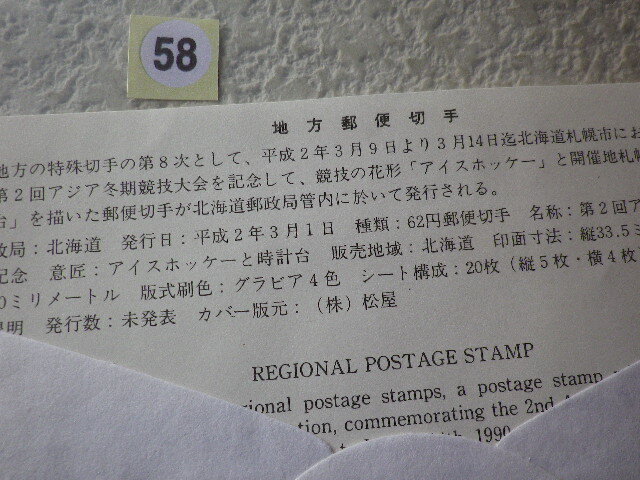 58
地方郵便切手
地方の特殊切手の第8次として、平成2年3月9日より3月14日迄北海道札幌市にお
第2回アジア冬期競技大会を記念して、競技の花形「アイスホッケー」と開催地札幌
台」を描いた郵便切手が北海道郵政局管内に於いて発行される。
政局：北海道 発行日：平成2年3月1日 種類：62円郵便切手 名称：第2回ア
記念 意匠：アイスホッケーと時計台 販売地域：北海道 印面寸法：縦33.5ミ
0ミリメートル 版式刷色：グラビア4色 シート構成：20枚（縦5枚・横4枚）
明 発行数：未発表 カバー版元：（株）松屋
REGIONAL POSTAGE STAMP
ional postage stamps, a postage stamp
tion, commemorating the 2nd A
1990